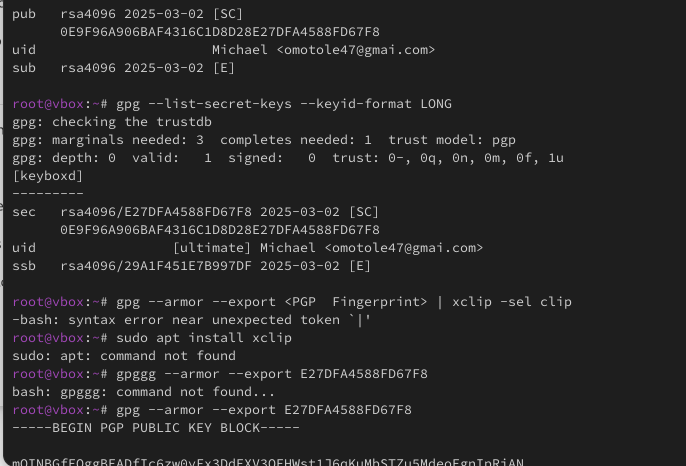 pub   rsa4096 2025-03-02 [SC]
      0E9F96A906BAF4316C1D8D28E27DFA4588FD67F8
uid                      Michael <omotole47@gmai.com>
sub   rsa4096 2025-03-02 [E]
root@vbox:~# gpg --list-secret-keys --keyid-format LONG
gpg: checking the trustdb
gpg: marginals needed: 3  completes needed: 1  trust model: pgp
gpg: depth: 0  valid:   1  signed:   0  trust: 0-, 0q, 0n, 0m, 0f, 1u
[keyboxd]
---------
sec   rsa4096/E27DFA4588FD67F8 2025-03-02 [SC]
      0E9F96A906BAF4316C1D8D28E27DFA4588FD67F8
uid                 [ultimate] Michael <omotole47@gmai.com>
ssb   rsa4096/29A1F451E7B997DF 2025-03-02 [E]
root@vbox:~# gpg --armor --export <PGP  Fingerprint> | xclip -sel clip
-bash: syntax error near unexpected token `|'
root@vbox:~# sudo apt install xclip
sudo: apt: command not found
root@vbox:~# gpggg --armor --export E27DFA4588FD67F8
bash: gpggg: command not found...
root@vbox:~# gpg --armor --export E27DFA4588FD67F8
-----BEGIN PGP PUBLIC KEY BLOCK-----